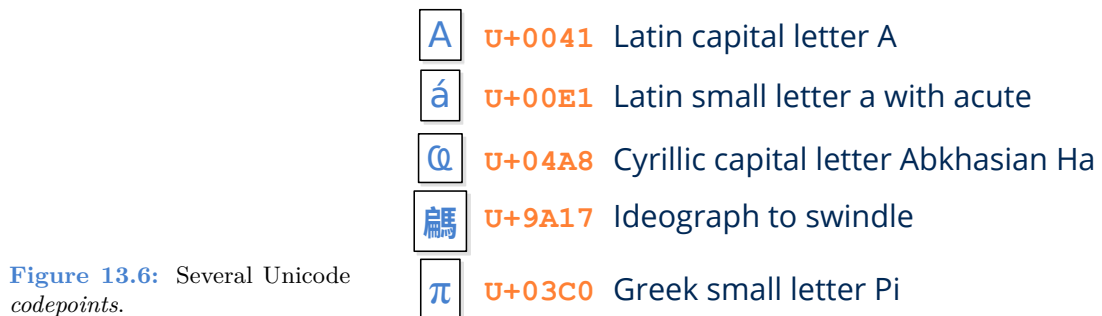 A U+0041 Latin capital letter A
á U+00E1 Latin small letter a with acute
Ҩ U+04A8 Cyrillic capital letter Abkhasian Ha
騗 U+9A17 Ideograph to swindle
π U+03C0 Greek small letter Pi
Figure 13.6: Several Unicode
codepoints.